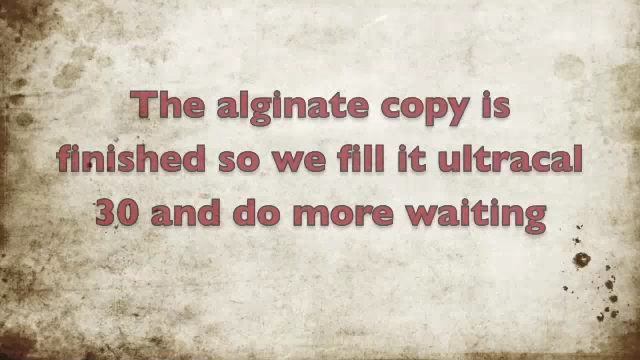 The alginate copy is
finished so we fill it ultracal
30 and do more waiting